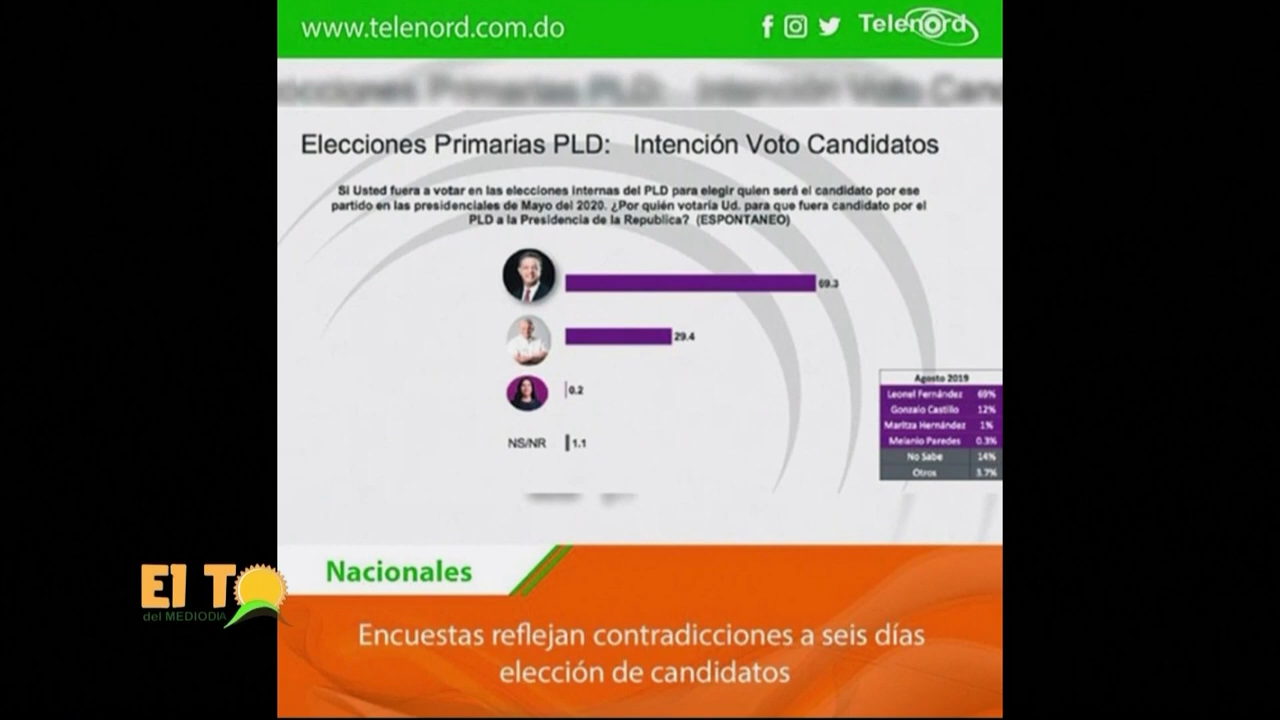 www.telenord.com.do
Telenord
Elecciones Primarias PLD: Intención Voto Candidatos
Si Usted fuera a votar en las elecciones Internas del PLD para elegir quien será el candidato por ese
partido en las presidenciales de Mayo del 2020. ¿Por quién votaría Ud. para que fuera candidato por el
PLD a la Presidencia de la Republica? (ESPONTANEO)
69.3
29.4
0.2
NS/NR 1.1
Agosto 2019
Leonel Fernández 69%
Gonzalo Castillo 12%
Maritza Hernández 1%
Melanio Paredes 0.3%
No Sabe 14%
Otros 3.7%
Nacionales
El TO
del MEDIODIA
Encuestas reflejan contradicciones a seis días
elección de candidatos